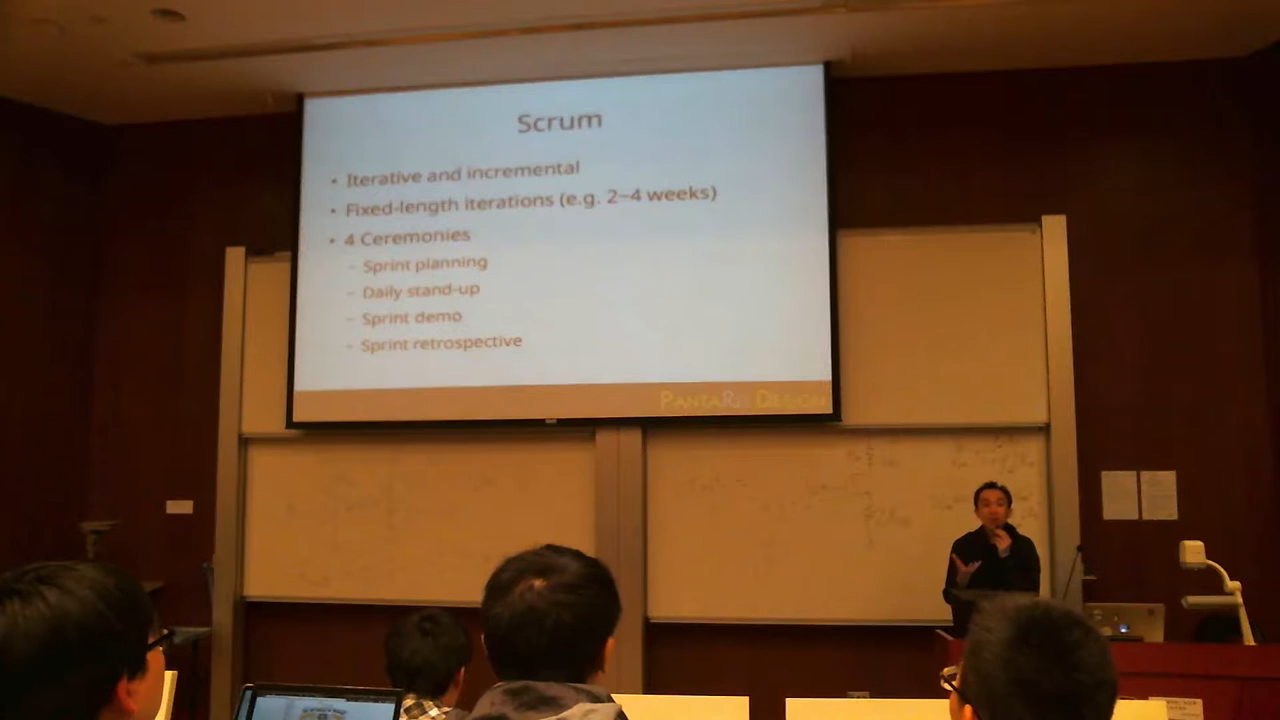 Scrum
• Iterative and incremental
• Fixed-length iterations (e.g. 2–4 weeks)
• 4 Ceremonies
– Sprint planning
– Daily stand-up
– Sprint demo
– Sprint retrospective
PANTAREI DESIGN